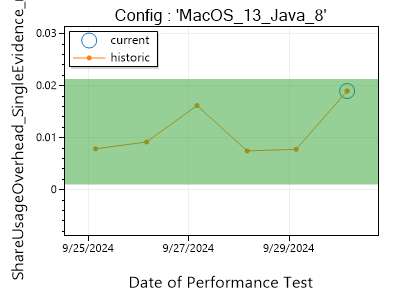 Config : 'MacOS_13_Java_8'
ShareUsageOverhead_SingleEvidence_
0.03
0.02
0.01
0
current
historic
9/25/2024
9/27/2024
9/29/2024
Date of Performance Test